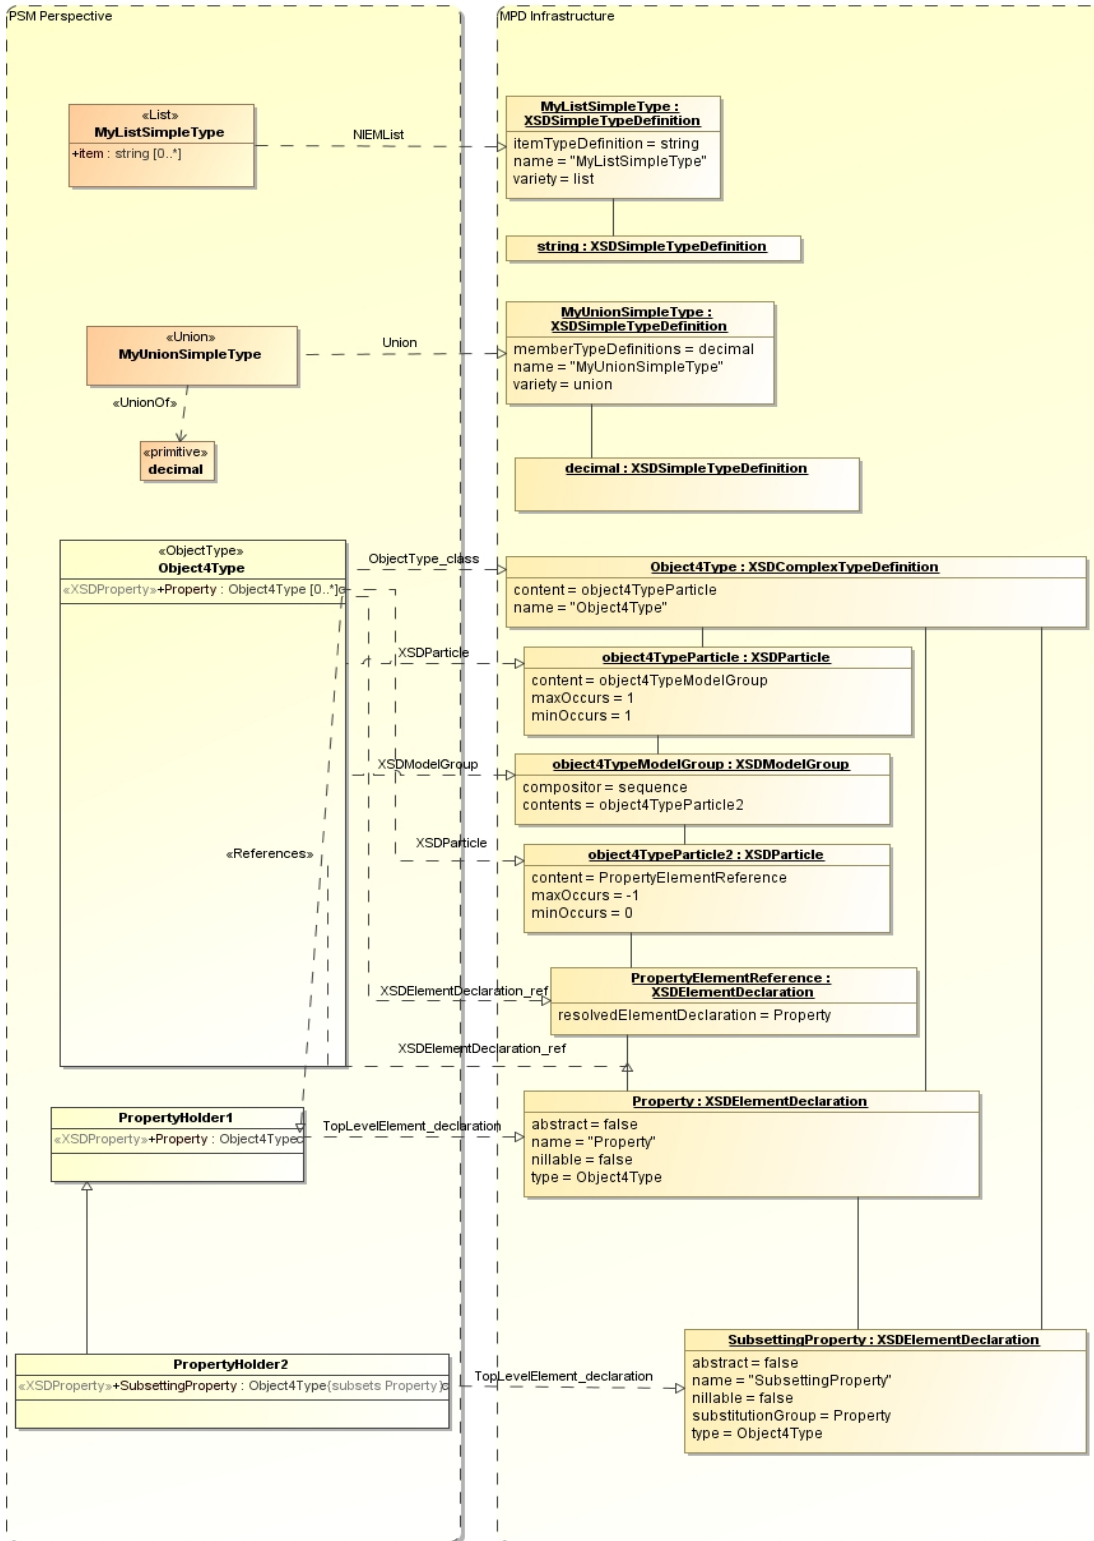 PSM Perspective
MPD Infrastructure
«List»
MyListSimpleType
+item : string [0..*]
NIEMList
MyListSimpleType :
XSDSimpleTypeDefinition
itemTypeDefinition = string
name = "MyListSimpleType"
variety = list
string : XSDSimpleTypeDefinition
«Union»
MyUnionSimpleType
Union
MyUnionSimpleType :
XSDSimpleTypeDefinition
memberTypeDefinitions = decimal
name = "MyUnionSimpleType"
variety = union
«UnionOf»
«primitive»
decimal
decimal : XSDSimpleTypeDefinition
«ObjectType»
Object4Type
«XSDProperty»+Property : Object4Type [0..*]
ObjectType_class
Object4Type : XSDComplexTypeDefinition
content = object4TypeParticle
name = "Object4Type"
XSDParticle
object4TypeParticle : XSDParticle
content = object4TypeModelGroup
maxOccurs = 1
minOccurs = 1
XSDModelGroup
object4TypeModelGroup : XSDModelGroup
compositor = sequence
contents = object4TypeParticle2
XSDParticle
«References»
object4TypeParticle2 : XSDParticle
content = PropertyElementReference
maxOccurs = -1
minOccurs = 0
XSDElementDeclaration_ref
PropertyElementReference :
XSDElementDeclaration
resolvedElementDeclaration = Property
XSDElementDeclaration_ref
PropertyHolder1
«XSDProperty»+Property : Object4Type
TopLevelElement_declaration
Property : XSDElementDeclaration
abstract = false
name = "Property"
nillable = false
type = Object4Type
PropertyHolder2
«XSDProperty»+SubsettingProperty : Object4Type{subsets Property}
TopLevelElement_declaration
SubsettingProperty : XSDElementDeclaration
abstract = false
name = "SubsettingProperty"
nillable = false
substitutionGroup = Property
type = Object4Type